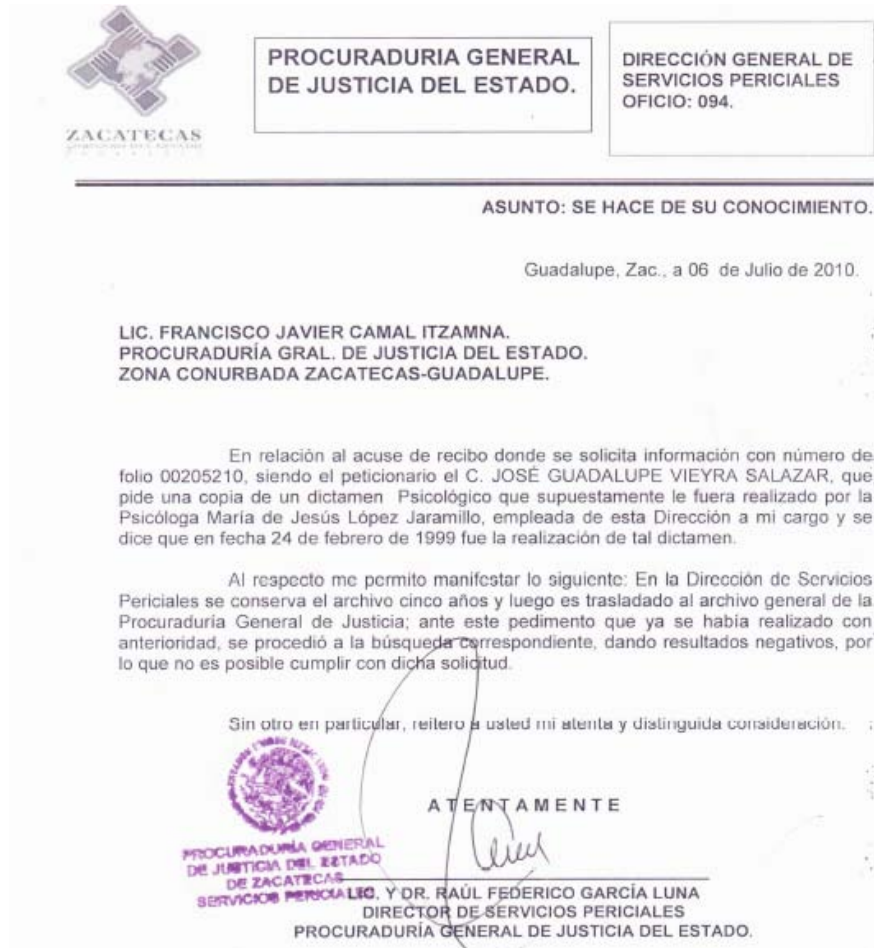 ZACATECAS
PROCURADURIA GENERAL
DE JUSTICIA DEL ESTADO.
DIRECCIÓN GENERAL DE
SERVICIOS PERICIALES
OFICIO: 094.
ASUNTO: SE HACE DE SU CONOCIMIENTO.
Guadalupe, Zac., a 06 de Julio de 2010.
LIC. FRANCISCO JAVIER CAMAL ITZAMNA.
PROCURADURÍA GRAL. DE JUSTICIA DEL ESTADO.
ZONA CONURBADA ZACATECAS-GUADALUPE.
En relación al acuse de recibo donde se solicita información con número de
folio 00205210, siendo el peticionario el C. JOSÉ GUADALUPE VIEYRA SALAZAR, que
pide una copia de un dictamen Psicológico que supuestamente le fuera realizado por la
Psicóloga María de Jesús López Jaramillo, empleada de esta Dirección a mi cargo y se
dice que en fecha 24 de febrero de 1999 fue la realización de tal dictamen.
Al respecto me permito manifestar lo siguiente: En la Dirección de Servicios
Periciales se conserva el archivo cinco años y luego es trasladado al archivo general de la
Procuraduría General de Justicia; ante este pedimento que ya se había realizado con
anterioridad, se procedió a la búsqueda correspondiente, dando resultados negativos, por
lo que no es posible cumplir con dicha solicitud.
Sin otro en particular, reitero a usted mi atenta y distinguida consideración.
ATENTAMENTE
PROCURADURÍA GENERAL
DE JUSTICIA DEL ESTADO
DE ZACATECAS
SERVICIOS PERICIALES
LIC. Y DR. RAÚL FEDERICO GARCÍA LUNA
DIRECTOR DE SERVICIOS PERICIALES
PROCURADURÍA GENERAL DE JUSTICIA DEL ESTADO.